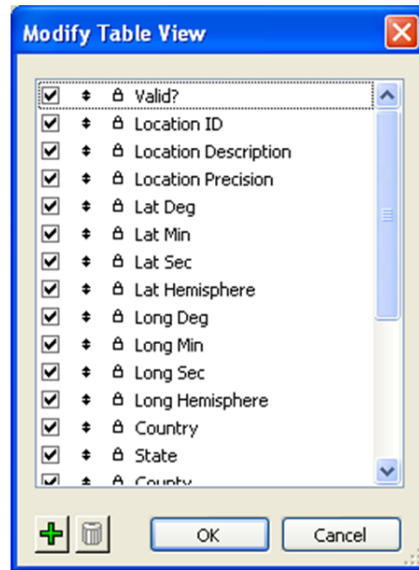 Modify Table View
Valid?
Location ID
Location Description
Location Precision
Lat Deg
Lat Min
Lat Sec
Lat Hemisphere
Long Deg
Long Min
Long Sec
Long Hemisphere
Country
State
County
OK Cancel